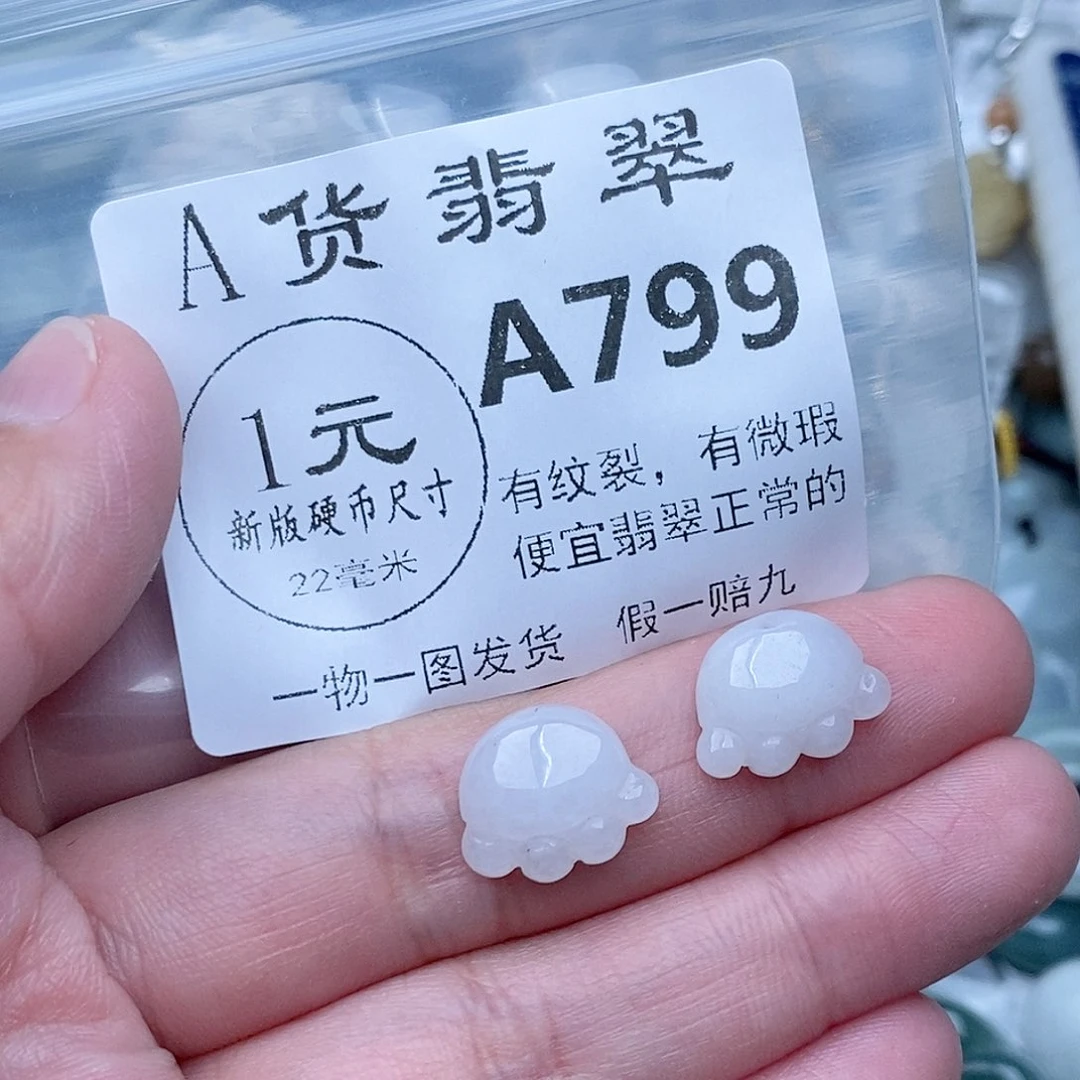 A货翡翠
A799
1元
新版硬币尺寸
22毫米
有纹裂，有微瑕
便宜翡翠正常的
一物一图发货 假一赔九